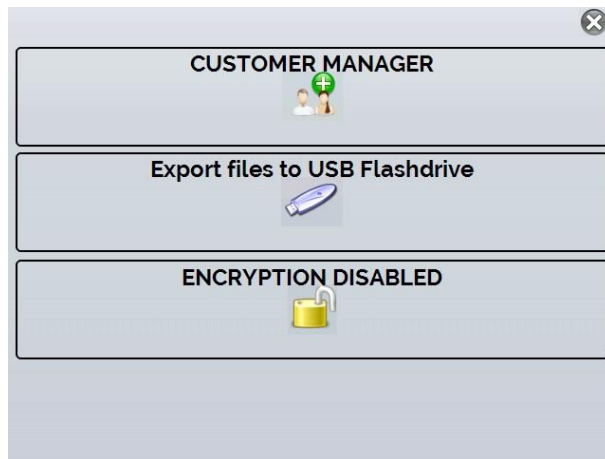 CUSTOMER MANAGER
Export files to USB Flashdrive
ENCRYPTION DISABLED